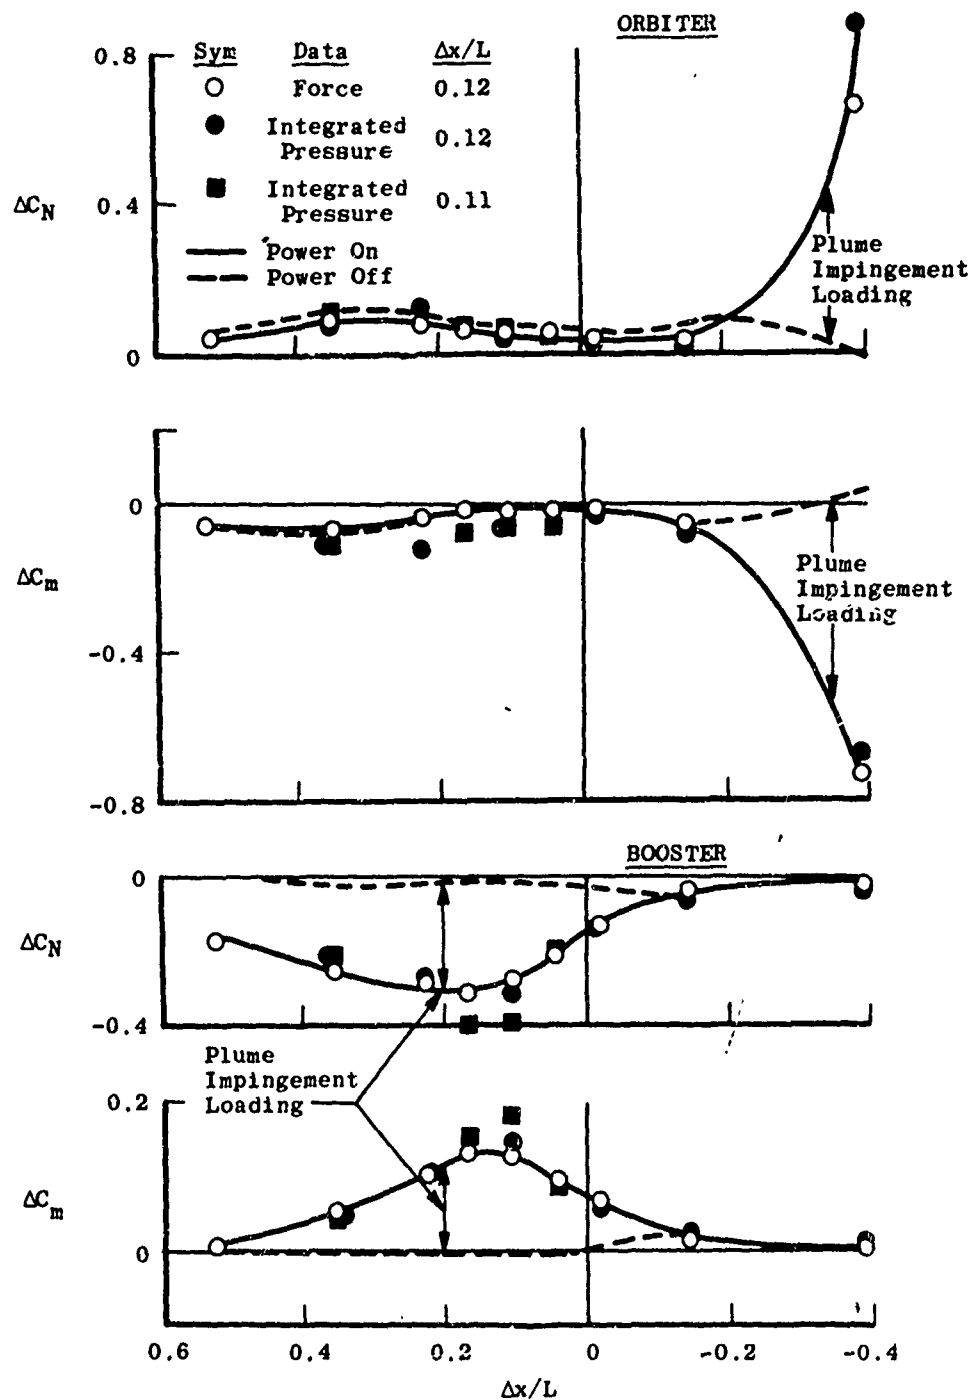 ORBITER
Sym Data Δx/L
Force 0.12
Integrated Pressure 0.12
Integrated Pressure 0.11
Power On
Power Off
0.8
ΔC_N 0.4
0
Plume
Impingement
Loading
0
ΔC_m
-0.4
-0.8
Plume
Impingement
Loading
BOOSTER
0
ΔC_N
-0.4
Plume
Impingement
Loading
0.2
ΔC_m
0
0.6 0.4 0.2 0 -0.2 -0.4
Δx/L